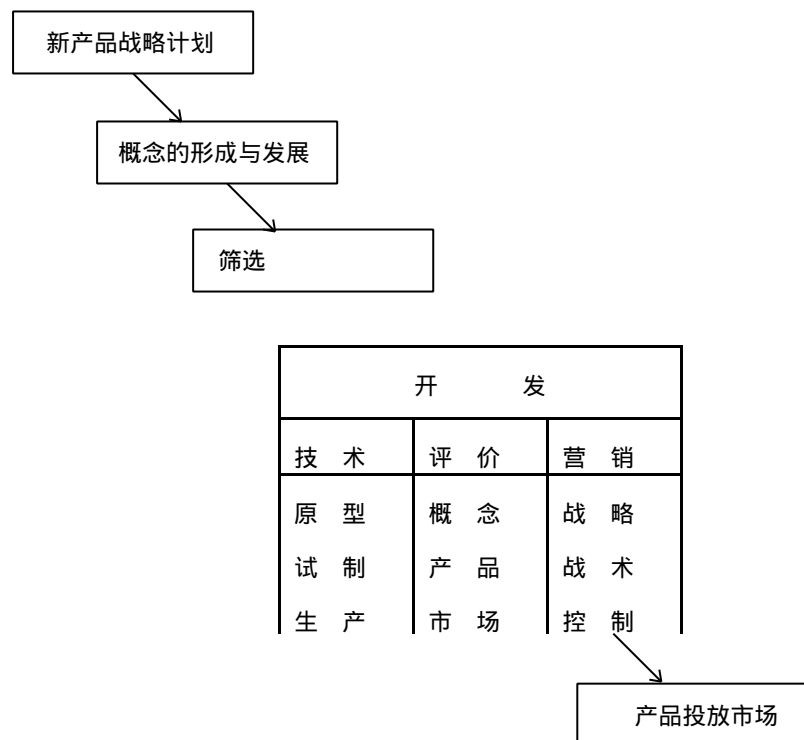 新产品战略计划
概念的形成与发展
筛选
开 发
技 术 评 价 营 销
原 型 概 念 战 略
试 制 产 品 战 术
生 产 市 场 控 制
产品投放市场